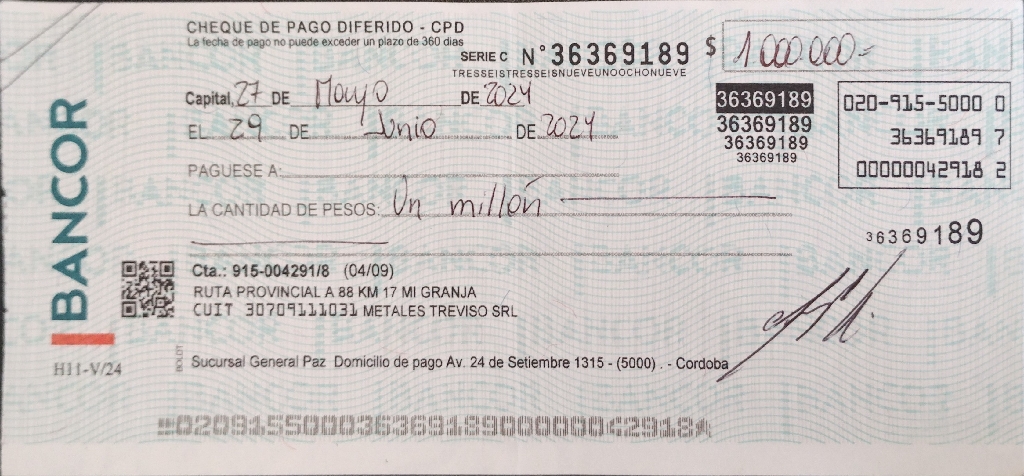 CHEQUE DE PAGO DIFERIDO - CPD
La fecha de pago no puede exceder un plazo de 360 dias
SERIE C N°36369189 $ 1000.000=
TRESSEISTRESSEISNUEVEUNOOCHONUEVE
Capital, 27 DE Mayo DE 2024
36369189
020-915-5000 0
EL 29 DE Junio DE 2024
36369189
36369189 7
36369189
36369189
00000042918 2
PAGUESE A:
LA CANTIDAD DE PESOS: Un millón
36369189
BANCOR
Cta.: 915-004291/8 (04/09)
RUTA PROVINCIAL A 88 KM 17 MI GRANJA
CUIT 30709111031 METALES TREVISO SRL
Sucursal General Paz Domicilio de pago Av. 24 de Setiembre 1315 - (5000) . - Cordoba
H11-V/24
BOLDT